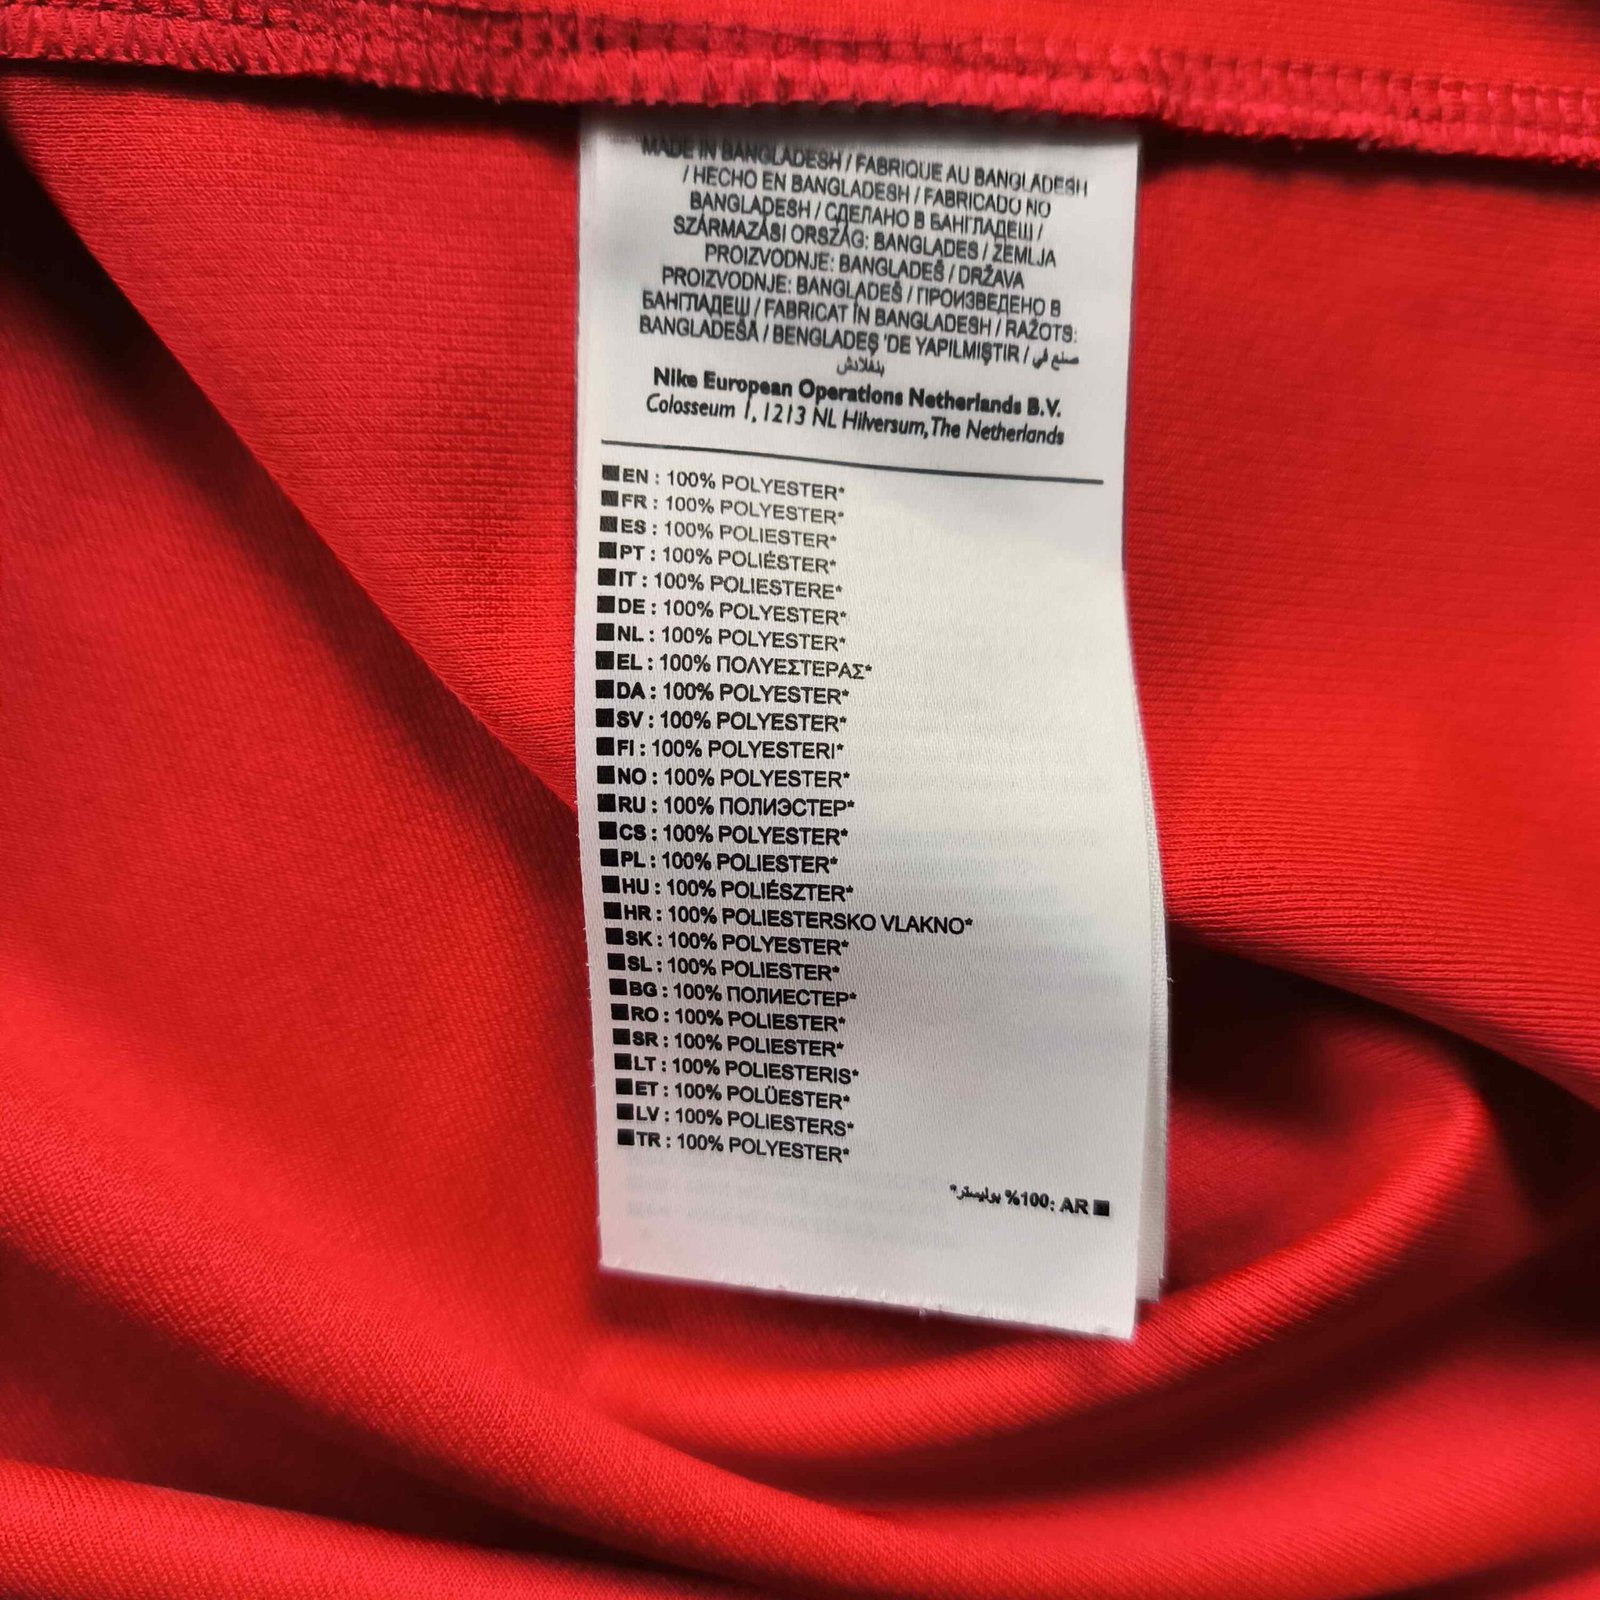 MADE IN BANGLADESH / FABRIQUE AU BANGLADESH
/ HECHO EN BANGLADESH / FABRICADO NO
BANGLADESH / СДЕЛАНО В БАНГЛАДЕШ /
SZÁRMAZÁSI ORSZÁG: BANGLADES / ZEMLJA
PROIZVODNJE: BANGLADEŠ / DRŽAVA
PROIZVODNJE: BANGLADEŠ / ПРОИЗВЕДЕНО В
БАНГЛАДЕШ / FABRICAT ÎN BANGLADESH / RAŽOTS:
BANGLADEŠĀ / BENGLADEŞ 'DE YAPILMIŞTIR / صنع في
بنغلادش
Nike European Operations Netherlands B.V.
Colosseum 1, 1213 NL Hilversum, The Netherlands
■EN : 100% POLYESTER*
■FR : 100% POLYESTER*
■ES : 100% POLIESTER*
■PT : 100% POLIÉSTER*
■IT : 100% POLIESTERE*
■DE : 100% POLYESTER*
■NL : 100% POLYESTER*
■EL : 100% ΠΟΛΥΕΣΤΕΡΑΣ*
■DA : 100% POLYESTER*
■SV : 100% POLYESTER*
■FI : 100% POLYESTERI*
■NO : 100% POLYESTER*
■RU : 100% ПОЛИЭСТЕР*
■CS : 100% POLYESTER*
■PL : 100% POLIESTER*
■HU : 100% POLIÉSZTER*
■HR : 100% POLIESTERSKO VLAKNO*
■SK : 100% POLYESTER*
■SL : 100% POLIESTER*
■BG : 100% ПОЛИЕСТЕР*
■RO : 100% POLIESTER*
■SR : 100% POLIESTER*
■LT : 100% POLIESTERIS*
■ET : 100% POLÜESTER*
■LV : 100% POLIESTERS*
■TR : 100% POLYESTER*
■ AR :100% بوليستر*